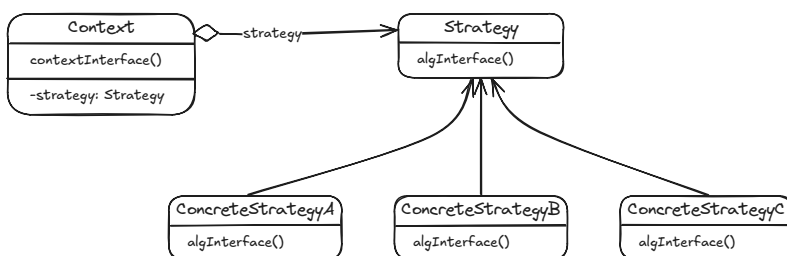 Context
contextInterface()
-strategy: Strategy
strategy
Strategy
algInterface()
ConcreteStrategyA
algInterface()
ConcreteStrategyB
algInterface()
ConcreteStrategyC
algInterface()